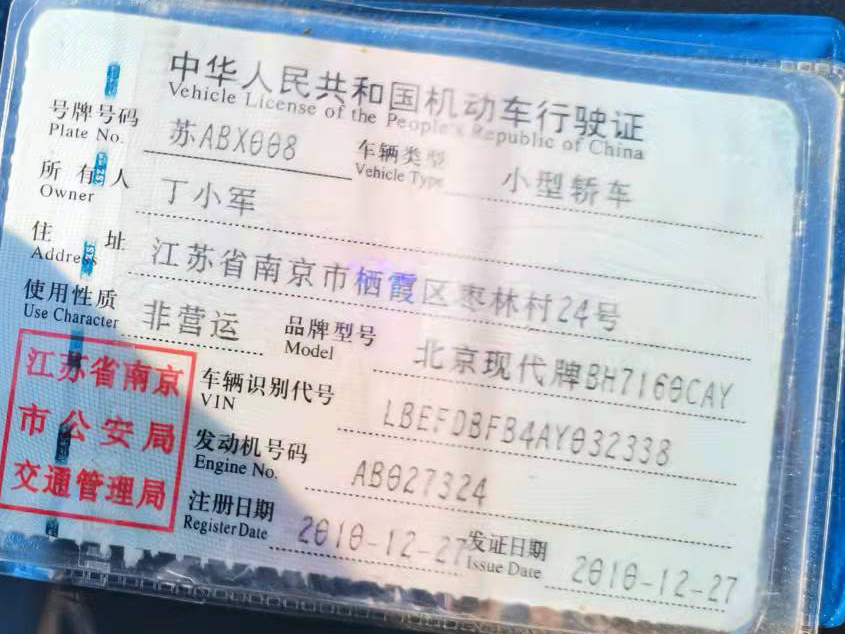 中华人民共和国机动车行驶证
Vehicle License of the People's Republic of China
号牌号码 苏ABX008 车辆类型 小型轿车
Plate No. Vehicle Type
所有人 丁小军
Owner
住址 江苏省南京市栖霞区枣林村24号
Address
使用性质 非营运 品牌型号 北京现代牌BH7160CAY
Use Character Model
车辆识别代号 LBEFDBFB4AY032338
VIN
发动机号码 AB027324
Engine No.
注册日期 2010-12-27 发证日期 2010-12-27
Register Date Issue Date
江苏省南京
市公安局
交通管理局